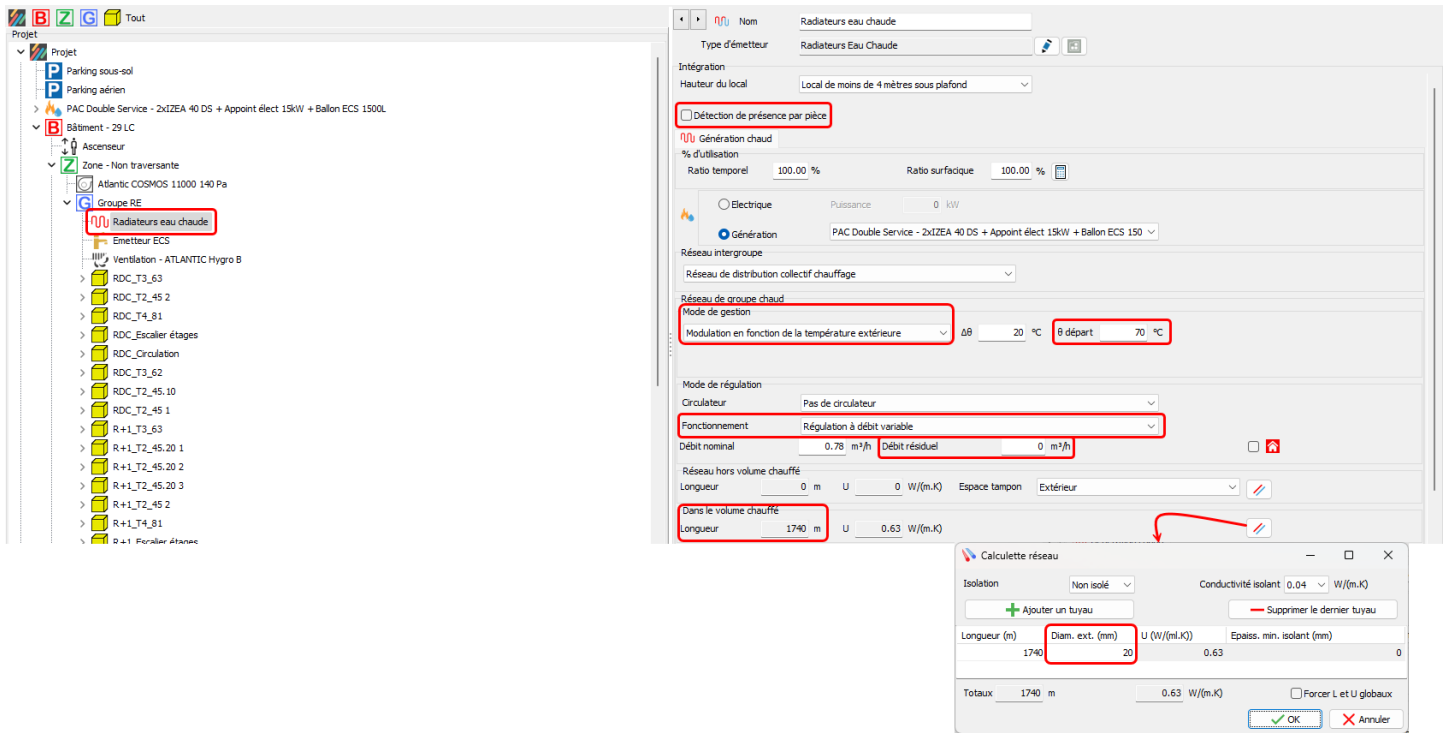 B Z G Tout
Projet
Projet
P Parking sous-sol
P Parking aérien
PAC Double Service - 2xIZEA 40 DS + Appoint élect 15kW + Ballon ECS 1500L
B Bâtiment - 29 LC
Ascenseur
Z Zone - Non traversante
Atlantic COSMOS 11000 140 Pa
G Groupe RE
Radiateurs eau chaude
Emetteur ECS
Ventilation - ATLANTIC Hygro B
RDC_T3_63
RDC_T2_45 2
RDC_T4_81
RDC_Escalier étages
RDC_Circulation
RDC_T3_62
RDC_T2_45.10
RDC_T2_45 1
R+1_T3_63
R+1_T2_45.20 1
R+1_T2_45.20 2
R+1_T2_45.20 3
R+1_T2_45 2
R+1_T4_81
R+1_Escalier étages
Nom Radiateurs eau chaude
Type d'émetteur Radiateurs Eau Chaude
Intégration
Hauteur du local Local de moins de 4 mètres sous plafond
Détection de présence par pièce
Génération chaud
% d'utilisation
Ratio temporel 100.00 % Ratio surfacique 100.00 %
Electrique Puissance 0 kW
Génération PAC Double Service - 2xIZEA 40 DS + Appoint élect 15kW + Ballon ECS 150
Réseau intergroupe
Réseau de distribution collectif chauffage
Réseau de groupe chaud
Mode de gestion
Modulation en fonction de la température extérieure Δθ 20 °C θ départ 70 °C
Mode de régulation
Circulateur Pas de circulateur
Fonctionnement Régulation à débit variable
Débit nominal 0.78 m³/h Débit résiduel 0 m³/h
Réseau hors volume chauffé
Longueur 0 m U 0 W/(m.K) Espace tampon Extérieur
Dans le volume chauffé
Longueur 1740 m U 0.63 W/(m.K)
Calculette réseau
Isolation Non isolé Conductivité isolant 0.04 W/(m.K)
Ajouter un tuyau Supprimer le dernier tuyau
Longueur (m) Diam. ext. (mm) U (W/(ml.K)) Epaiss. min. isolant (mm)
1740 20 0.63 0
Totaux 1740 m 0.63 W/(m.K) Forcer L et U globaux
OK Annuler